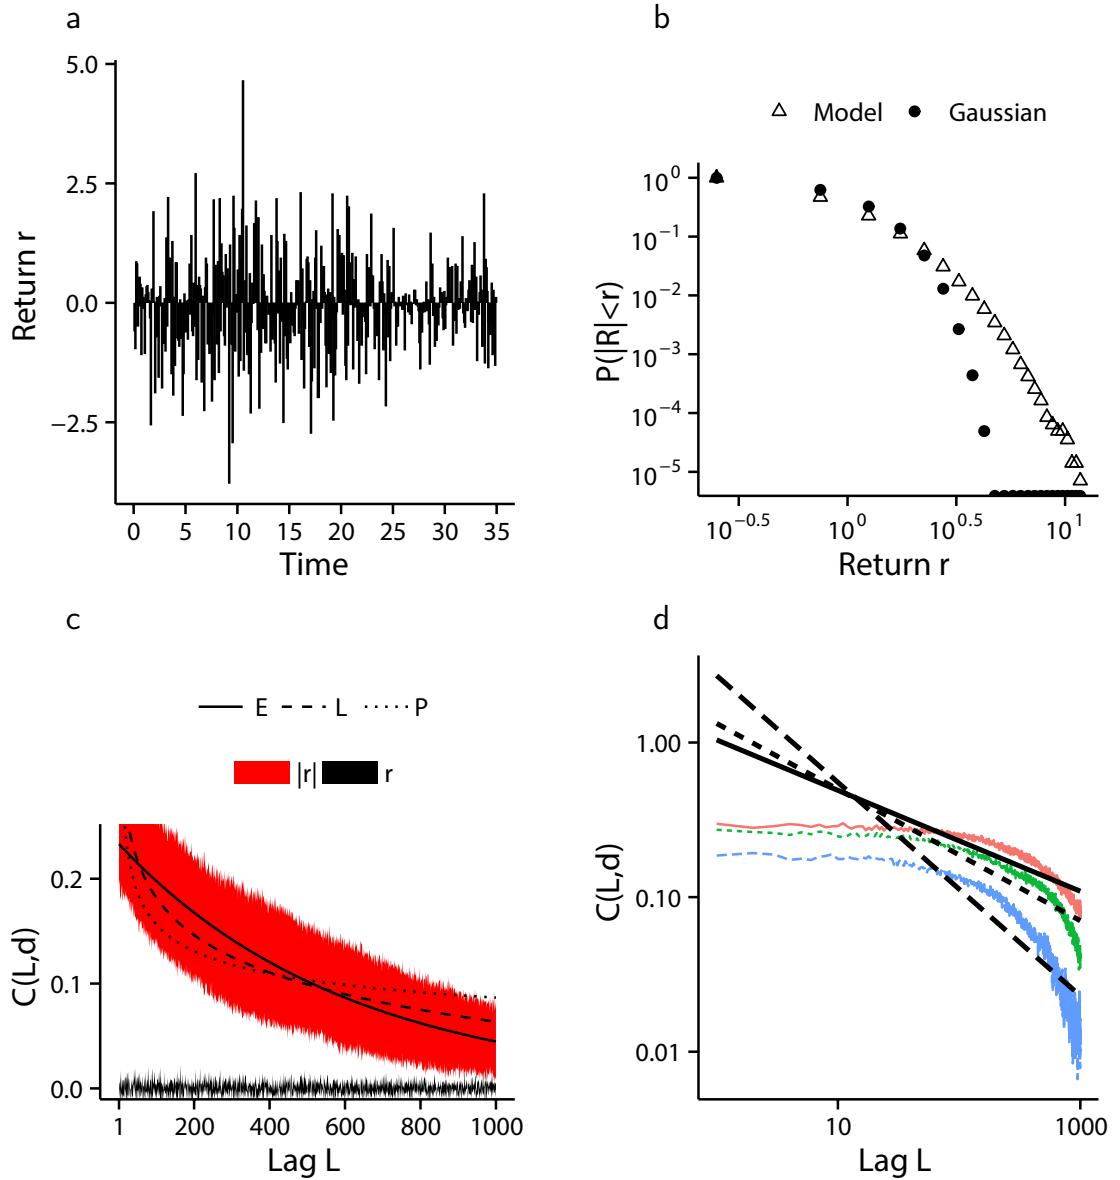 a
5.0
2.5
0.0
−2.5
Return r
0 5 10 15 20 25 30 35
Time
b
Model Gaussian
10^0
10^−1
10^−2
10^−3
10^−4
10^−5
P(|R|<r)
10^−0.5 10^0 10^0.5 10^1
Return r
c
E L P
|r| r
0.2
0.1
0.0
C(L,d)
1 200 400 600 800 1000
Lag L
d
1.00
0.10
0.01
C(L,d)
10 1000
Lag L